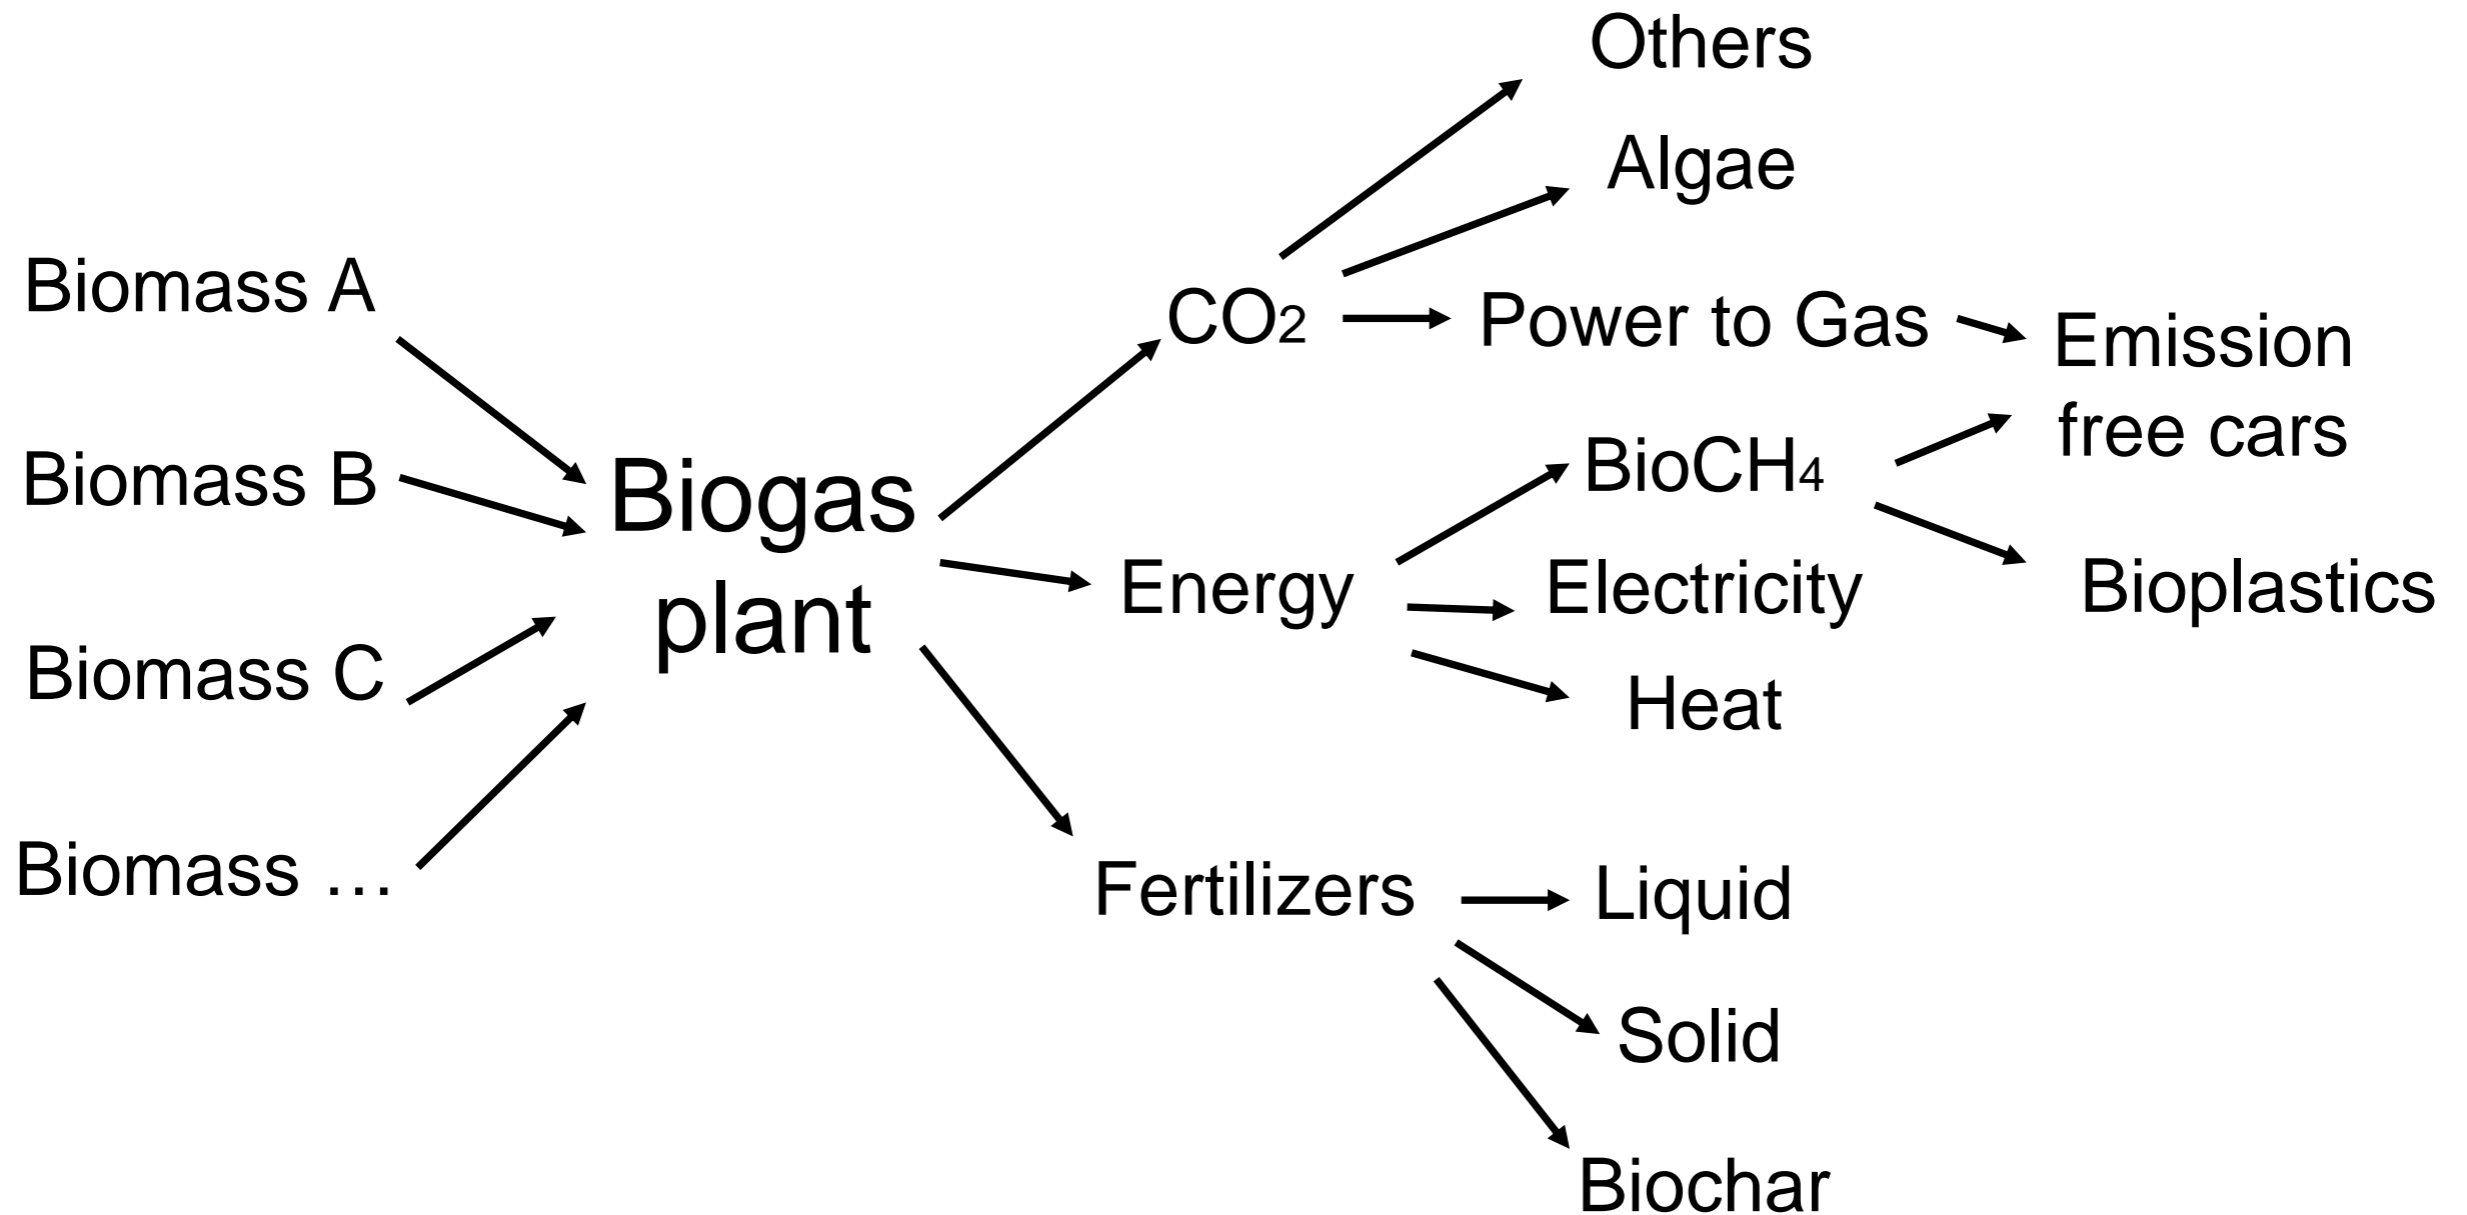 Others
Algae
Biomass A
CO2
Power to Gas
Emission
free cars
Biomass B
Biogas
plant
BioCH4
Energy
Electricity
Bioplastics
Biomass C
Heat
Biomass …
Fertilizers
Liquid
Solid
Biochar